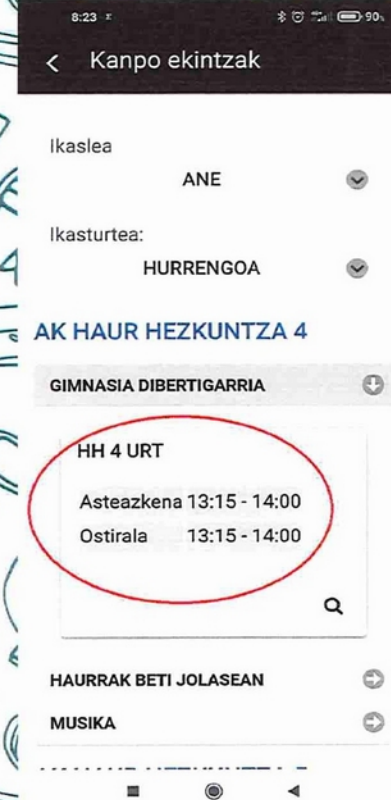 8:23
90%
Kanpo ekintzak
Ikaslea
ANE
Ikasturtea:
HURRENGOA
AK HAUR HEZKUNTZA 4
GIMNASIA DIBERTIGARRIA
HH 4 URT
Asteazkena 13:15 - 14:00
Ostirala 13:15 - 14:00
HAURRAK BETI JOLASEAN
MUSIKA